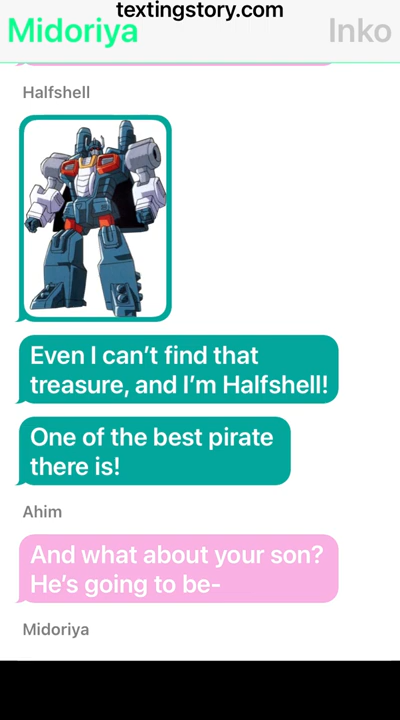 textingstory.com
Midoriya
Inko
Halfshell
Even I can’t find that
treasure, and I’m Halfshell!
One of the best pirate
there is!
Ahim
And what about your son?
He’s going to be-
Midoriya